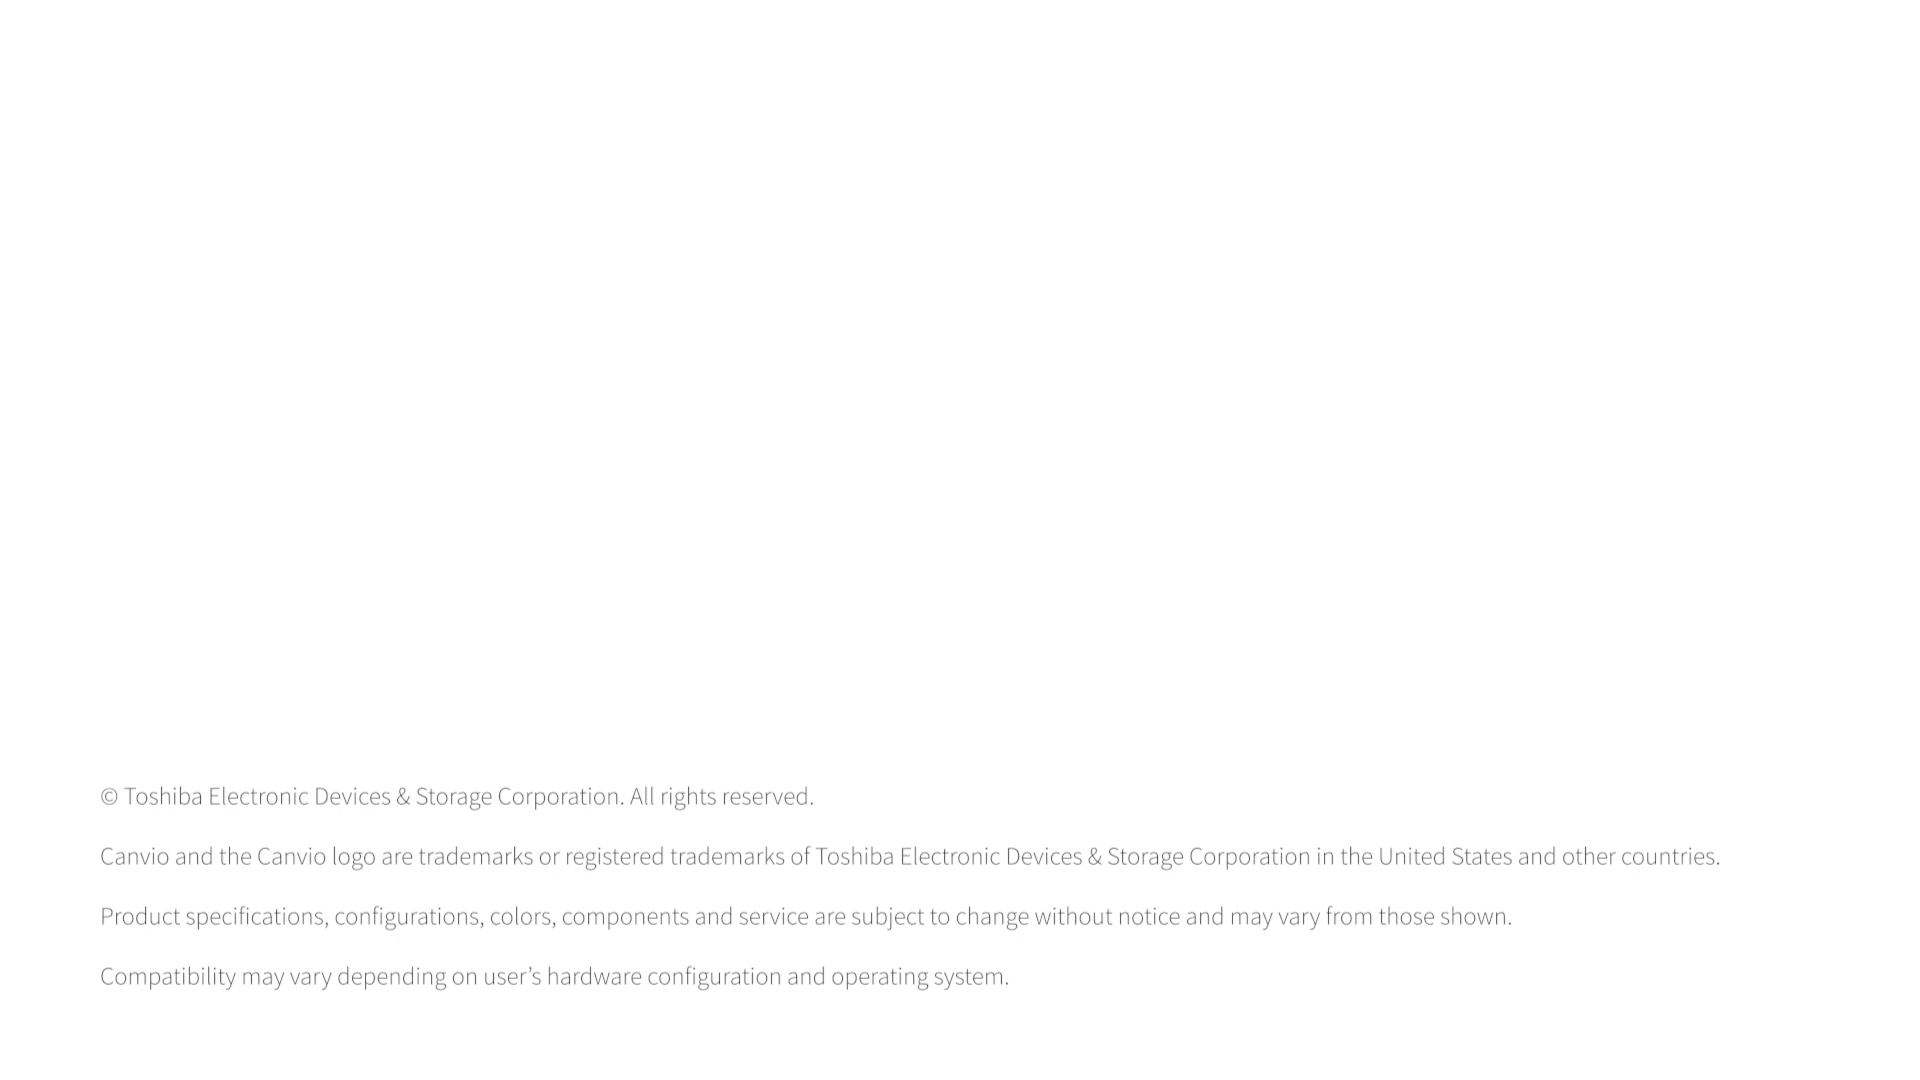 © Toshiba Electronic Devices & Storage Corporation. All rights reserved.
Canvio and the Canvio logo are trademarks or registered trademarks of Toshiba Electronic Devices & Storage Corporation in the United States and other countries.
Product specifications, configurations, colors, components and service are subject to change without notice and may vary from those shown.
Compatibility may vary depending on user’s hardware configuration and operating system.